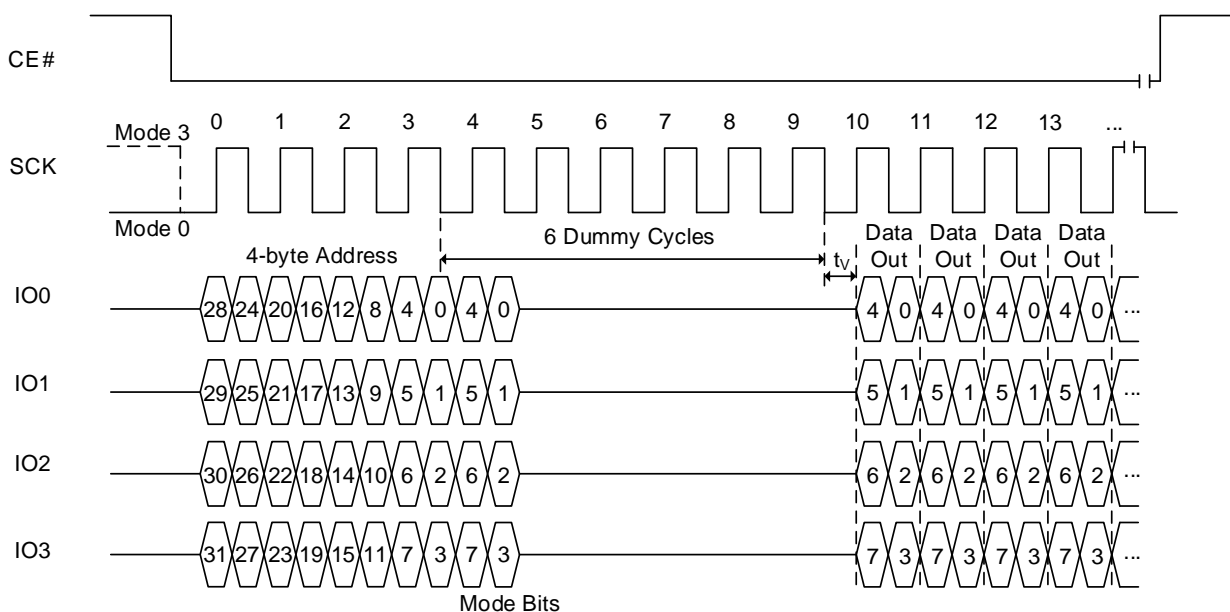 CE#
0 1 2 3 4 5 6 7 8 9 10 11 12 13 ...
Mode 3
SCK
Mode 0
6 Dummy Cycles
Data Out Data Out Data Out Data Out
4-byte Address
tV
IO0 28 24 20 16 12 8 4 0 4 0 4 0 4 0 4 0 4 0 ...
IO1 29 25 21 17 13 9 5 1 5 1 5 1 5 1 5 1 5 1 ...
IO2 30 26 22 18 14 10 6 2 6 2 6 2 6 2 6 2 6 2 ...
IO3 31 27 23 19 15 11 7 3 7 3 7 3 7 3 7 3 7 3 ...
Mode Bits